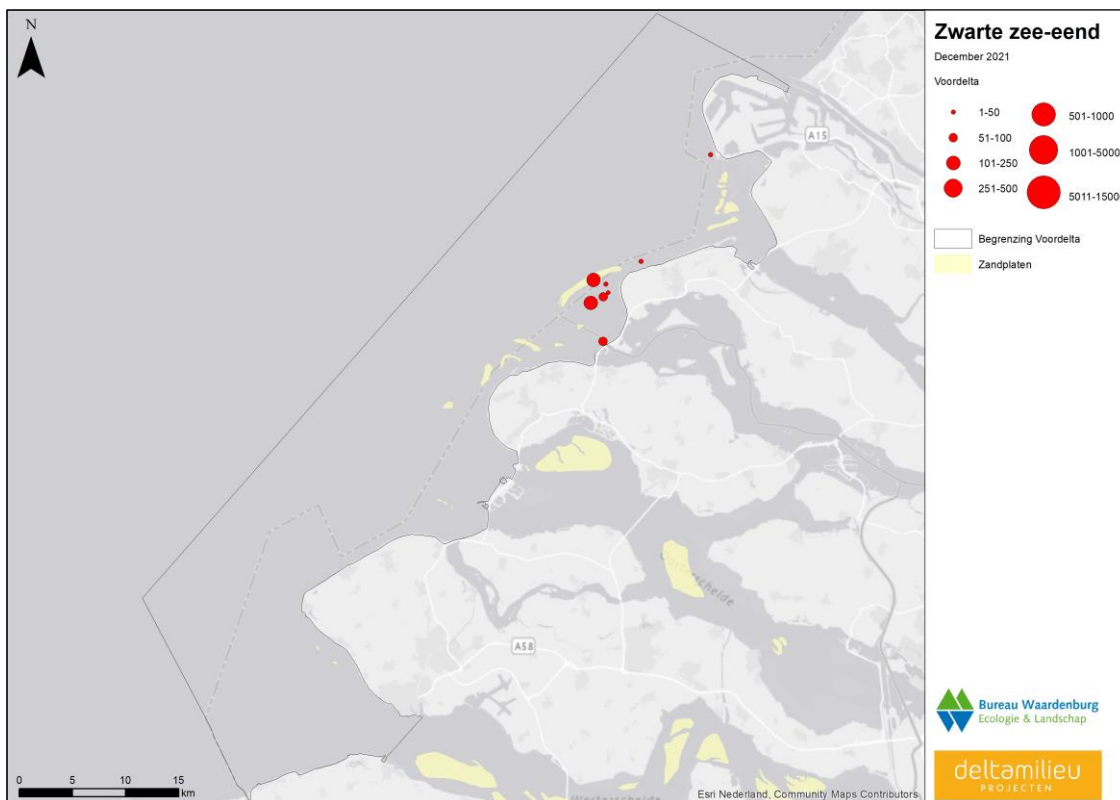 N
Zwarte zee-eend
December 2021
Voordelta
1-50
51-100
101-250
251-500
501-1000
1001-5000
5011-1500
Begrenzing Voordelta
Zandplaten
A15
A58
0 5 10 15
km
Esri Nederland, Community Maps Contributors
Bureau Waardenburg
Ecologie & Landschap
deltamilieu
PROJECTEN